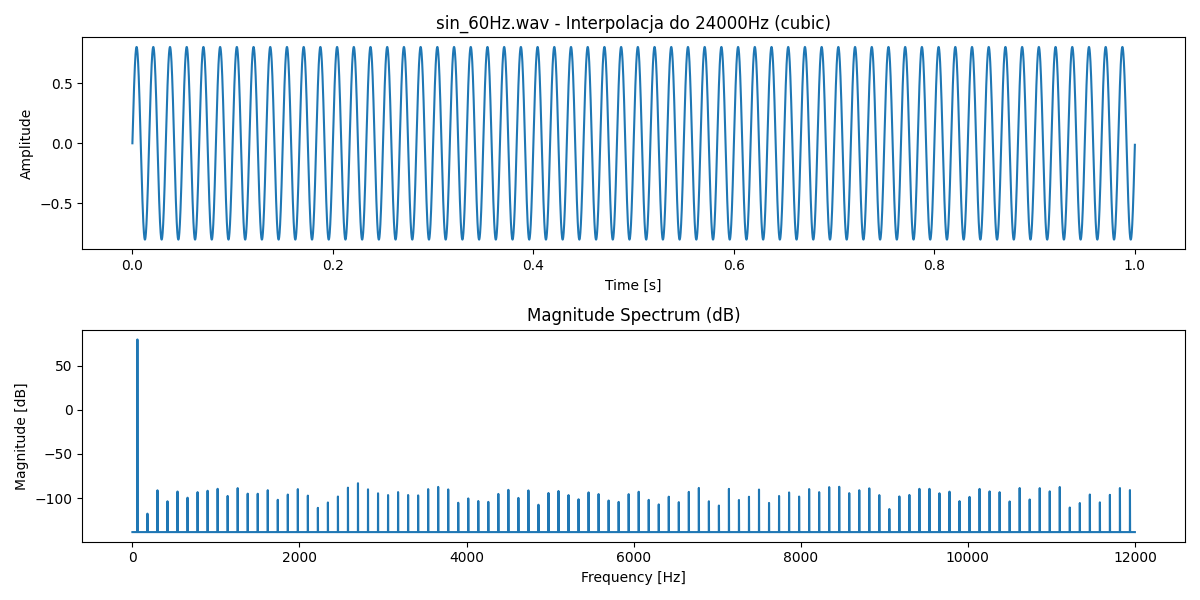 sin_60Hz.wav - Interpolacja do 24000Hz (cubic)
0.5
0.0
−0.5
Amplitude
0.0 0.2 0.4 0.6 0.8 1.0
Time [s]
Magnitude Spectrum (dB)
50
0
−50
−100
Magnitude [dB]
0 2000 4000 6000 8000 10000 12000
Frequency [Hz]